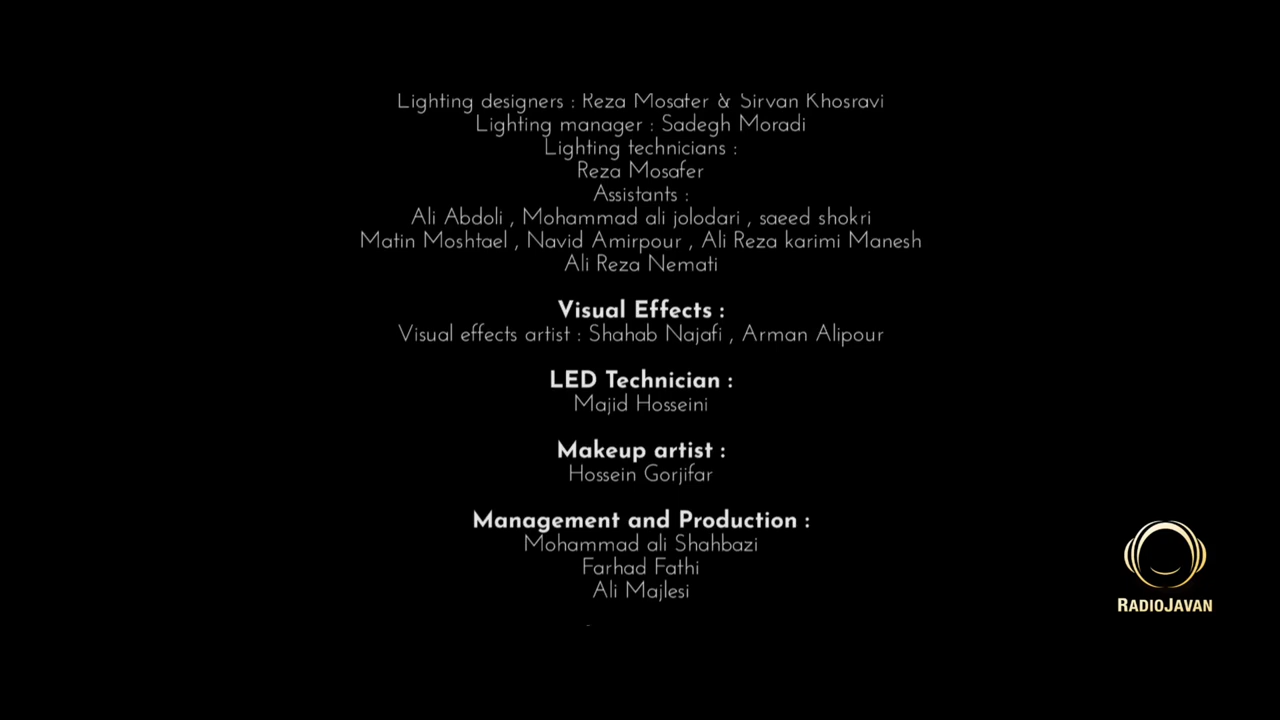 Lighting designers : Reza Mosafer & Sirvan Khosravi
Lighting manager : Sadegh Moradi
Lighting technicians :
Reza Mosafer
Assistants :
Ali Abdoli , Mohammad ali jolodari , saeed shokri
Matin Moshtael , Navid Amirpour , Ali Reza karimi Manesh
Ali Reza Nemati
Visual Effects :
Visual effects artist : Shahab Najafi , Arman Alipour
LED Technician :
Majid Hosseini
Makeup artist :
Hossein Gorjifar
Management and Production :
Mohammad ali Shahbazi
Farhad Fathi
Ali Majlesi
RADIOJAVAN